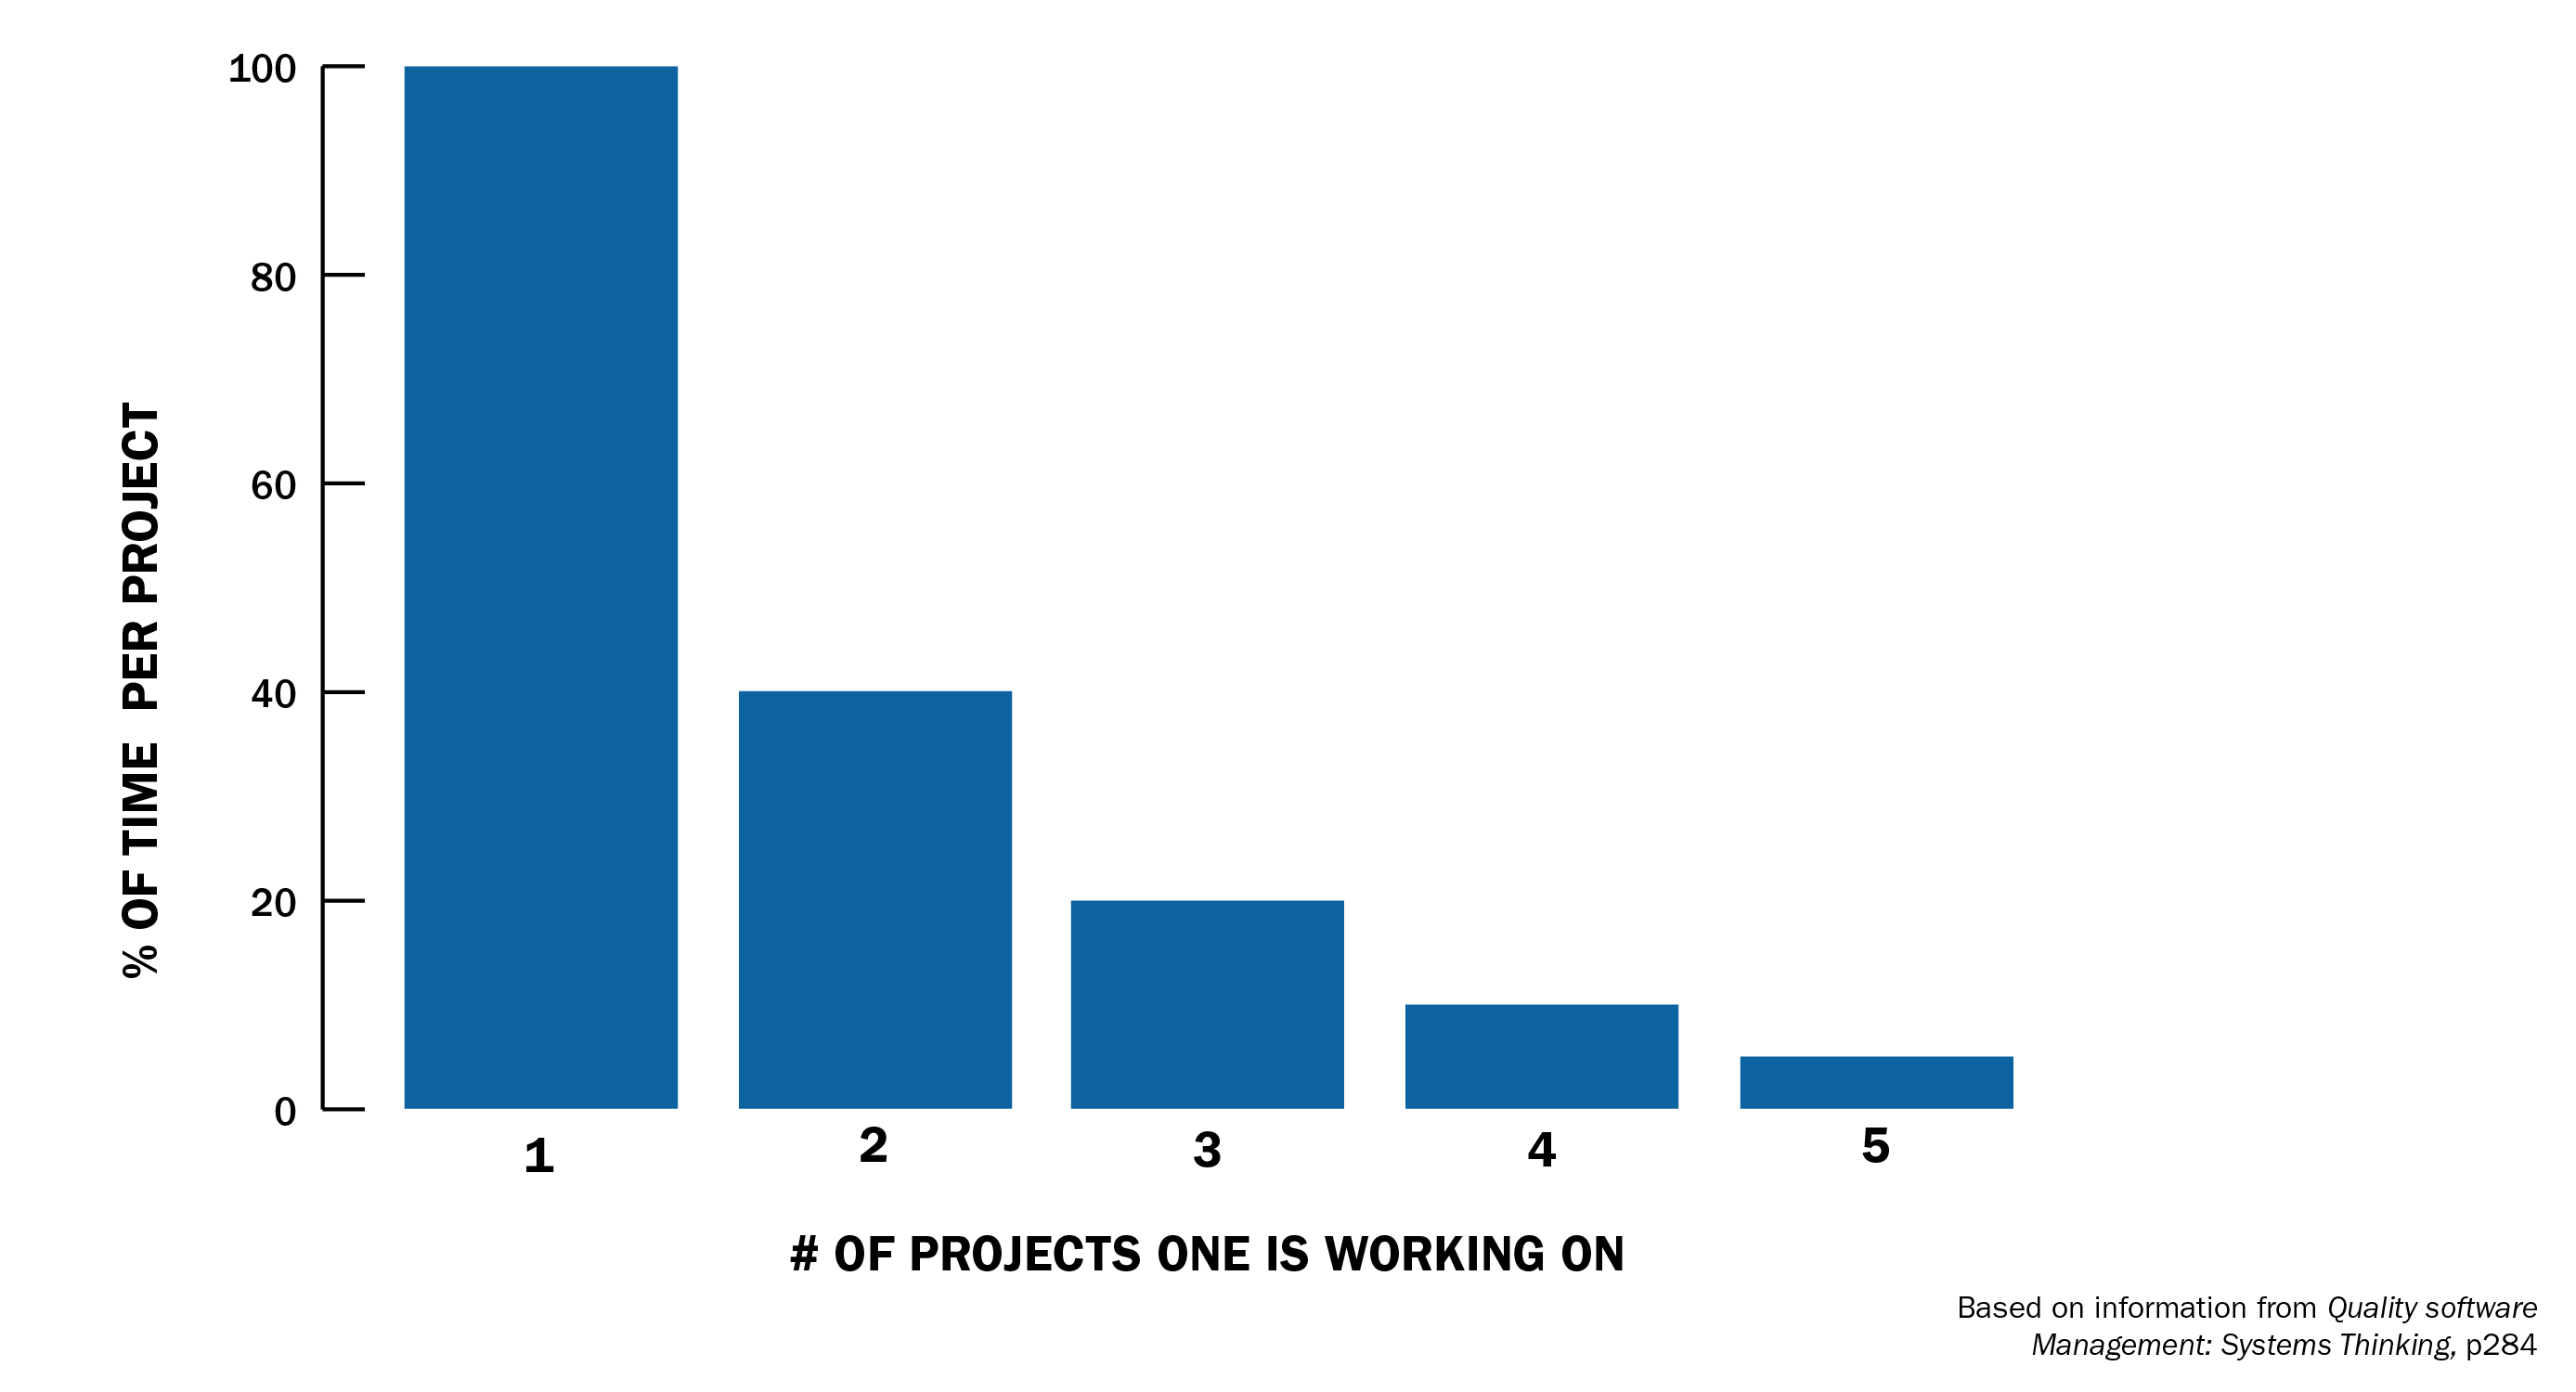 100
80
60
40
20
0
% OF TIME PER PROJECT
1
2
3
4
5
# OF PROJECTS ONE IS WORKING ON
Based on information from Quality software
Management: Systems Thinking, p284